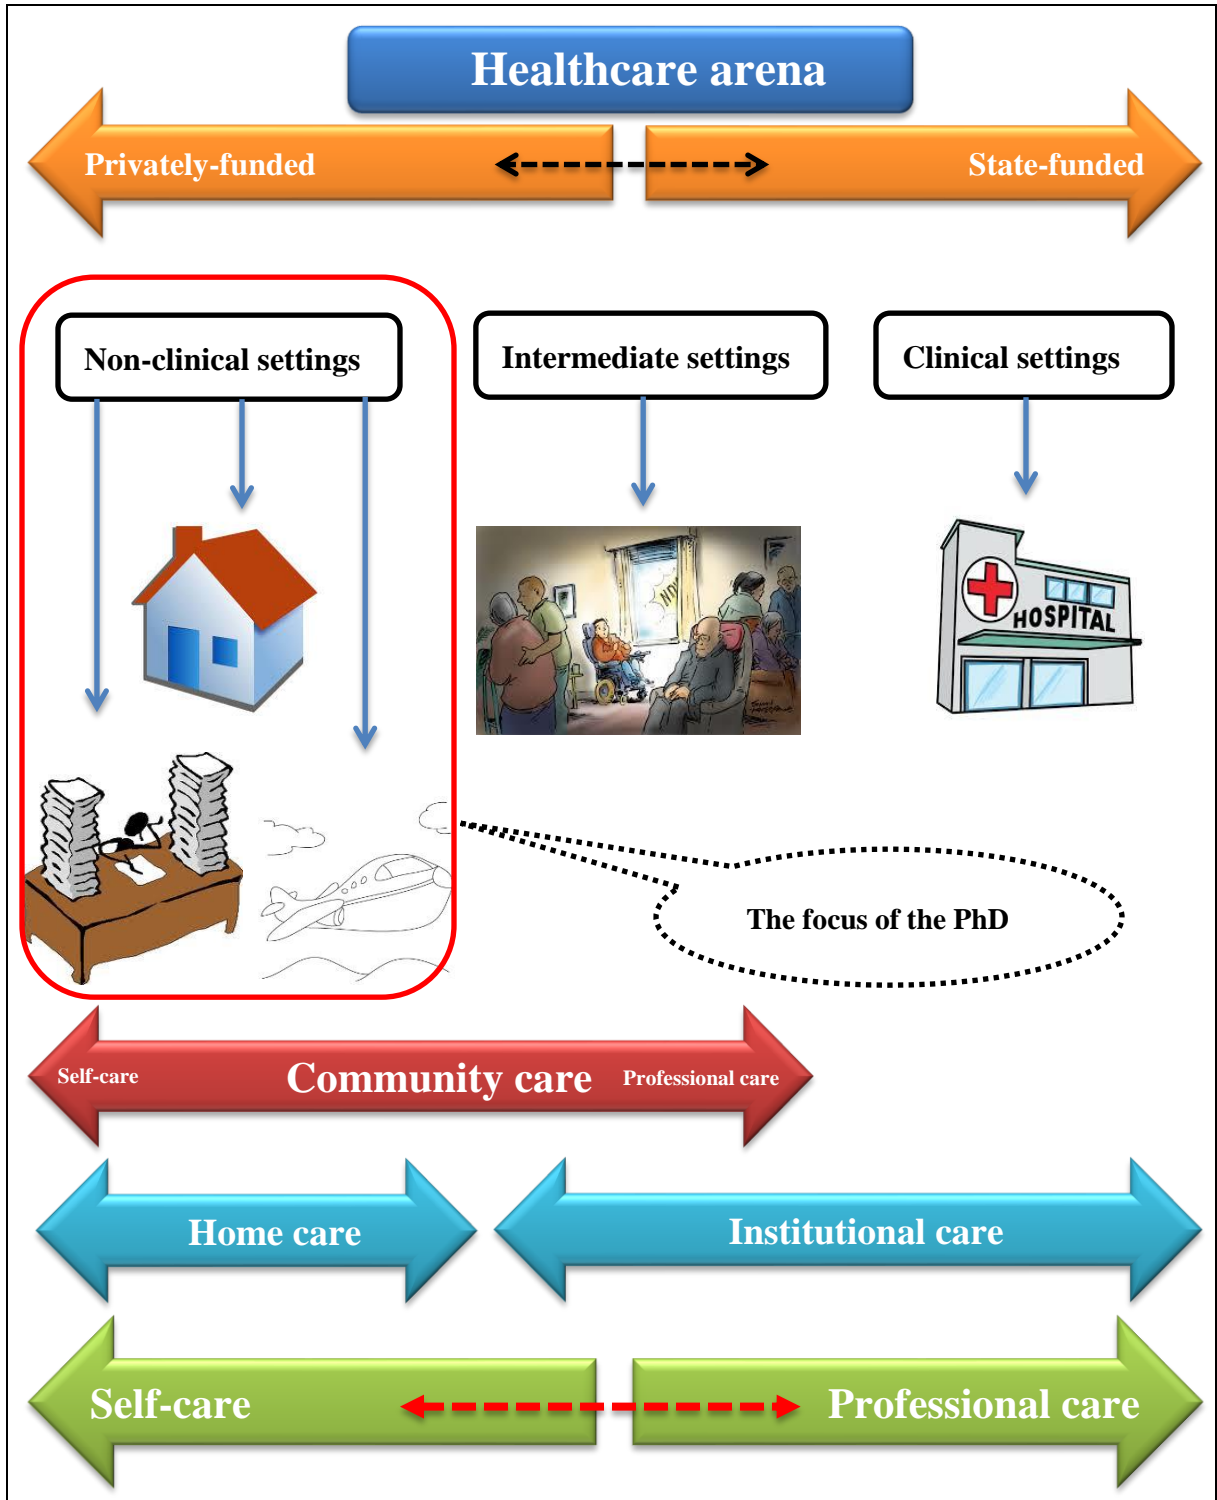 Healthcare arena
Privately-funded
State-funded
Non-clinical settings
Intermediate settings
Clinical settings
HOSPITAL
The focus of the PhD
Self-care
Community care
Professional care
Home care
Institutional care
Self-care
Professional care